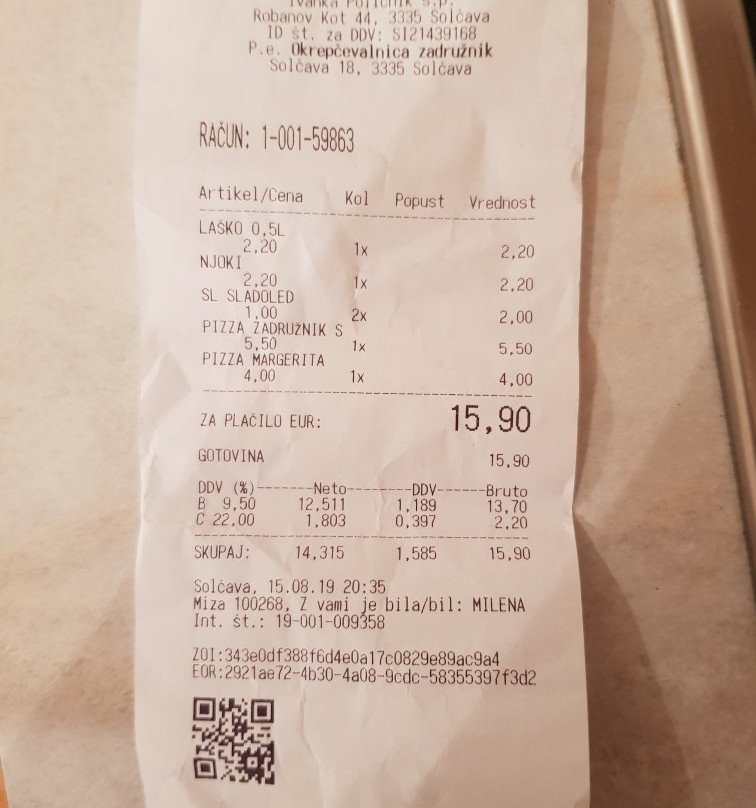 Robanov Kot 44, 3335 Solčava
ID št. za DDV: SI21439168
P.e. Okrepčevalnica zadružnik
Solčava 18, 3335 Solčava
RAČUN: 1-001-59863
Artikel/Cena Kol Popust Vrednost
LAŠKO 0,5L
2,20 1x 2,20
NJOKI
2,20 1x 2,20
SL SLADOLED
1,00 2x 2,00
PIZZA ZADRUŽNIK S
5,50 1x 5,50
PIZZA MARGERITA
4,00 1x 4,00
ZA PLAČILO EUR: 15,90
GOTOVINA 15,90
DDV (%)-------Neto--------DDV------Bruto
B 9,50 12,511 1,189 13,70
C 22,00 1,803 0,397 2,20
SKUPAJ: 14,315 1,585 15,90
Solčava, 15.08.19 20:35
Miza 100268, Z vami je bila/bil: MILENA
Int. št.: 19-001-009358
ZOI:343e0df388f6d4e0a17c0829e89ac9a4
EOR:2921ae72-4b30-4a08-9cdc-58355397f3d2